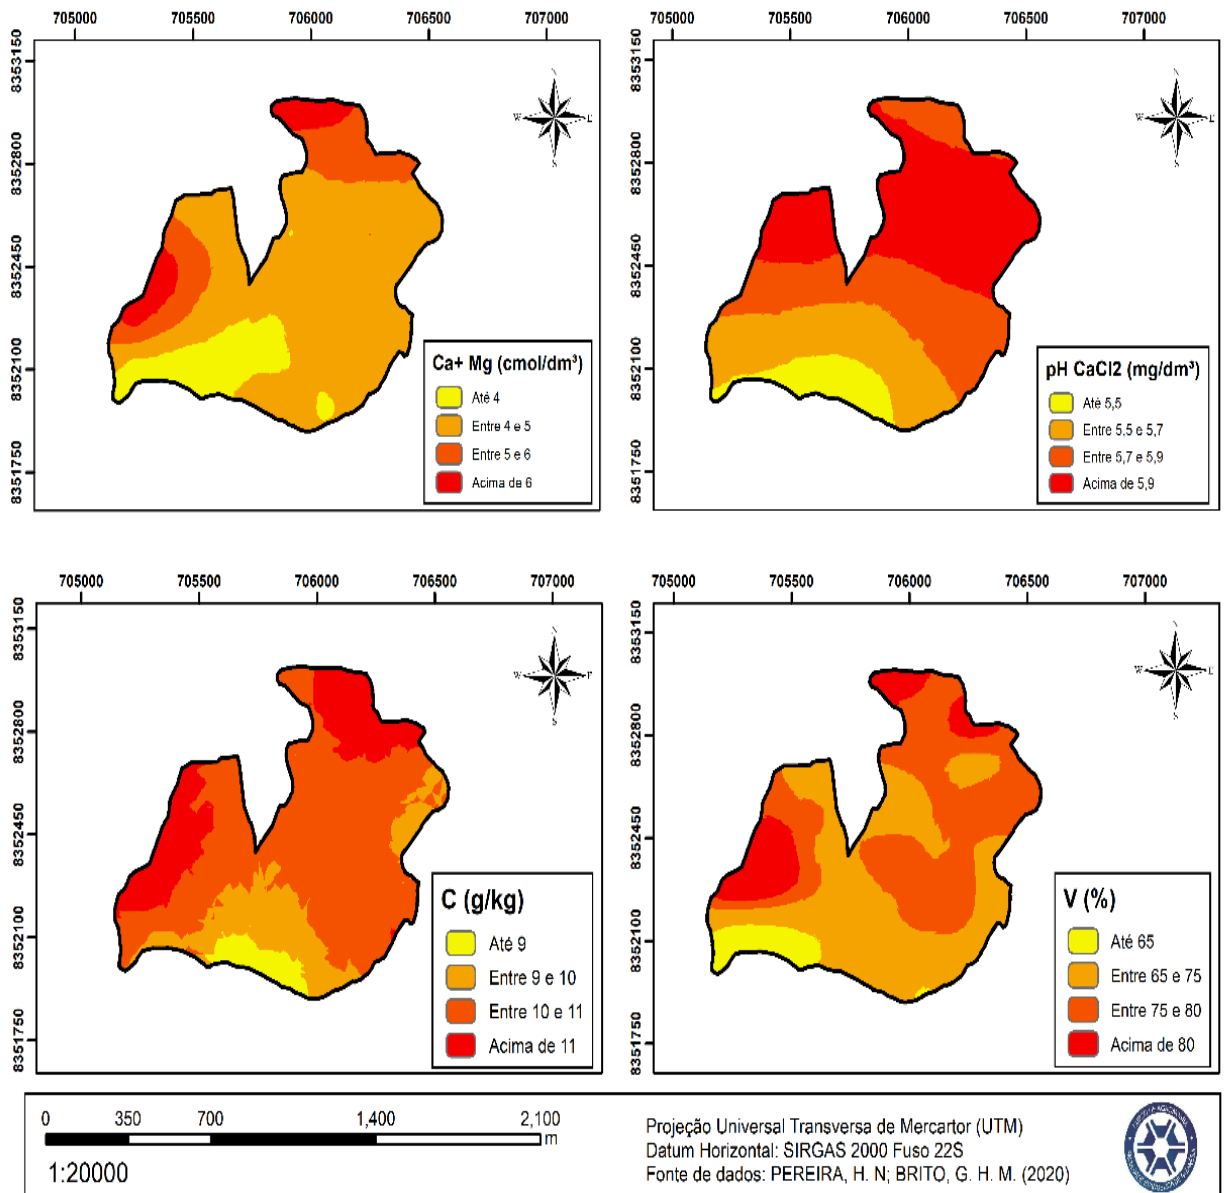 705000 705500 706000 706500 707000
8353150
8352800
8352450
8352100
8351750
N
W E
S
Ca+ Mg (cmol/dm³)
Até 4
Entre 4 e 5
Entre 5 e 6
Acima de 6
705000 705500 706000 706500 707000
8353150
8352800
8352450
8352100
8351750
N
W E
S
pH CaCl2 (mg/dm³)
Até 5,5
Entre 5.5 e 5,7
Entre 5,7 e 5,9
Acima de 5,9
705000 705500 706000 706500 707000
8353150
8352800
8352450
8352100
8351750
N
W E
S
C (g/kg)
Até 9
Entre 9 e 10
Entre 10 e 11
Acima de 11
705000 705500 706000 706500 707000
8353150
8352800
8352450
8352100
8351750
N
W E
S
V (%)
Até 65
Entre 65 e 75
Entre 75 e 80
Acima de 80
0 350 700 1,400 2,100
m
1:20000
Projeção Universal Transversa de Mercartor (UTM)
Datum Horizontal: SIRGAS 2000 Fuso 22S
Fonte de dados: PEREIRA, H. N; BRITO, G. H. M. (2020)